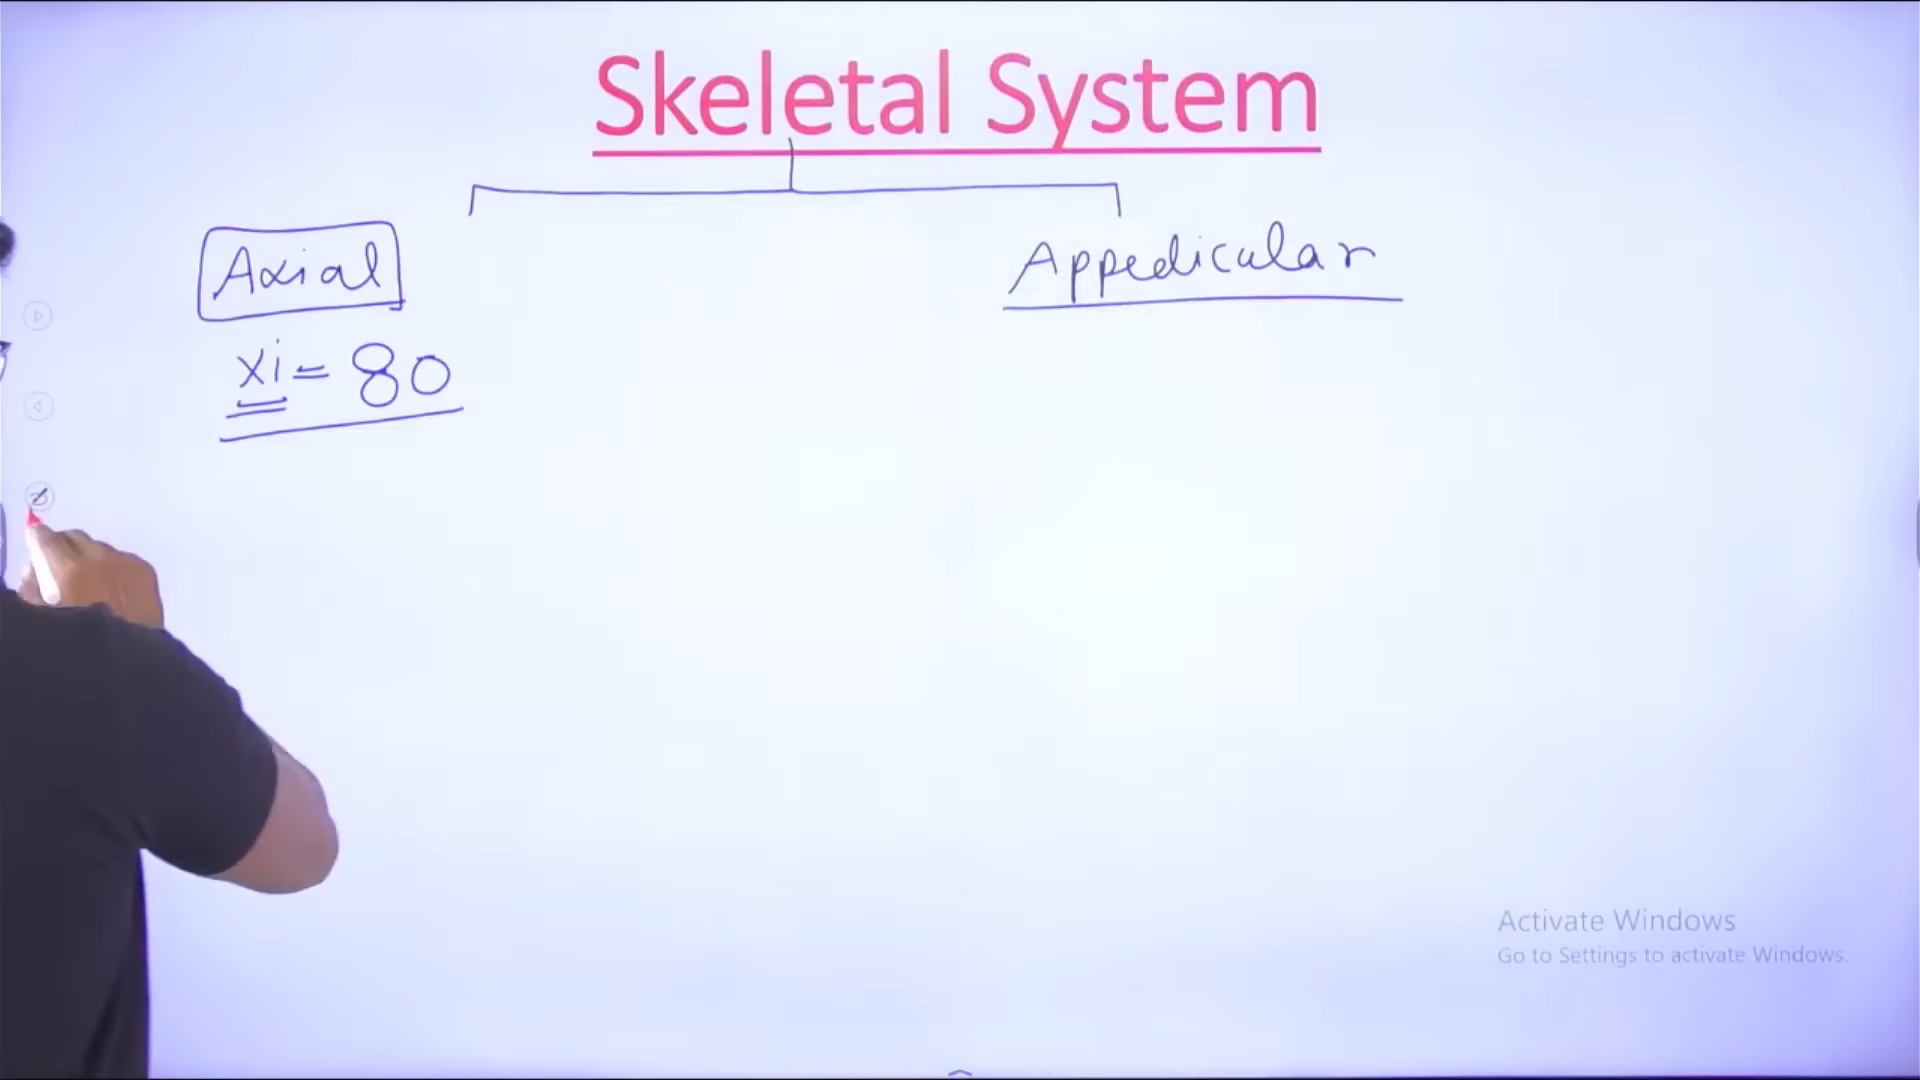 Skeletal System
Axial
Appedicular
xi = 80
Activate Windows
Go to Settings to activate Windows.